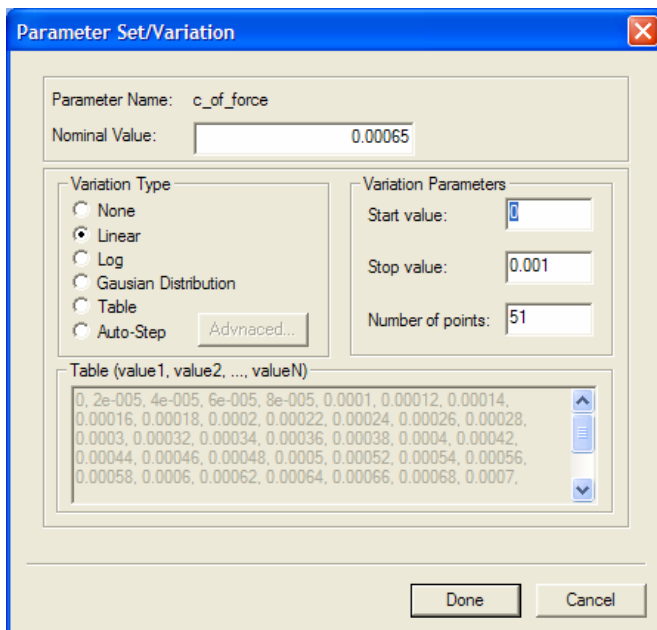 Parameter Set/Variation
Parameter Name: c_of_force
Nominal Value: 0.00065
Variation Type
None
Linear
Log
Gausian Distribution
Table
Auto-Step Advnaced...
Variation Parameters
Start value: 0
Stop value: 0.001
Number of points: 51
Table (value1, value2, ..., valueN)
0, 2e-005, 4e-005, 6e-005, 8e-005, 0.0001, 0.00012, 0.00014,
0.00016, 0.00018, 0.0002, 0.00022, 0.00024, 0.00026, 0.00028,
0.0003, 0.00032, 0.00034, 0.00036, 0.00038, 0.0004, 0.00042,
0.00044, 0.00046, 0.00048, 0.0005, 0.00052, 0.00054, 0.00056,
0.00058, 0.0006, 0.00062, 0.00064, 0.00066, 0.00068, 0.0007,
Done Cancel